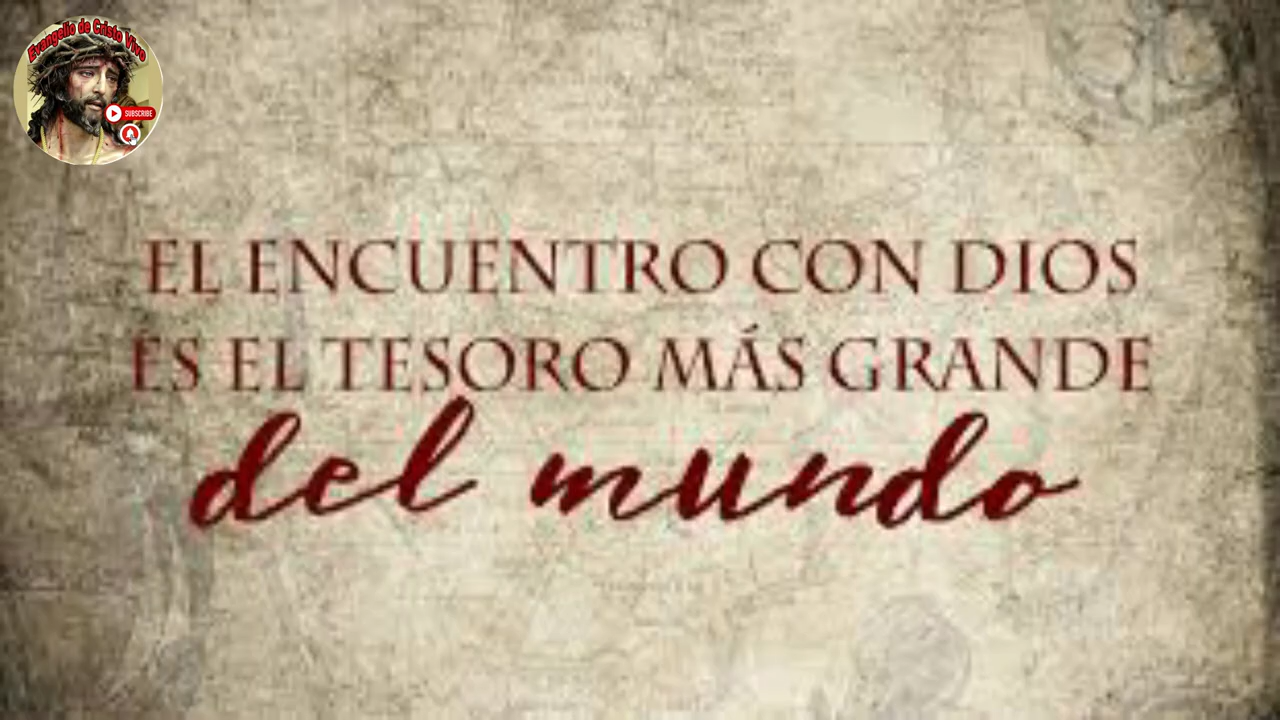 Evangelio de Cristo Vivo
SUBSCRIBE
EL ENCUENTRO CON DIOS
ES EL TESORO MÁS GRANDE
del mundo